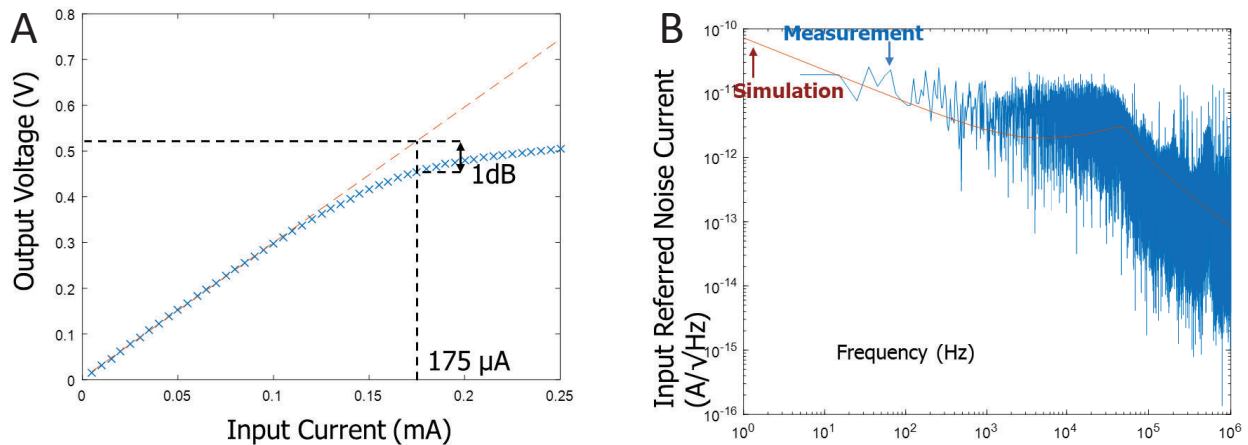 A
Output Voltage (V)
0.8
0.7
0.6
0.5
0.4
0.3
0.2
0.1
0
1dB
175 µA
0
0.05
0.1
0.15
0.2
0.25
Input Current (mA)
B
Input Referred Noise Current
(A/√Hz)
10⁻¹⁰
10⁻¹¹
10⁻¹²
10⁻¹³
10⁻¹⁴
10⁻¹⁵
10⁻¹⁶
Measurement
Simulation
Frequency (Hz)
10⁰
10¹
10²
10³
10⁴
10⁵
10⁶